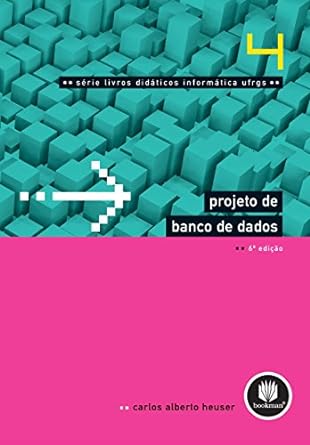 4
série livros didáticos informática ufrgs
projeto de
banco de dados
6ª edição
carlos alberto heuser
bookman